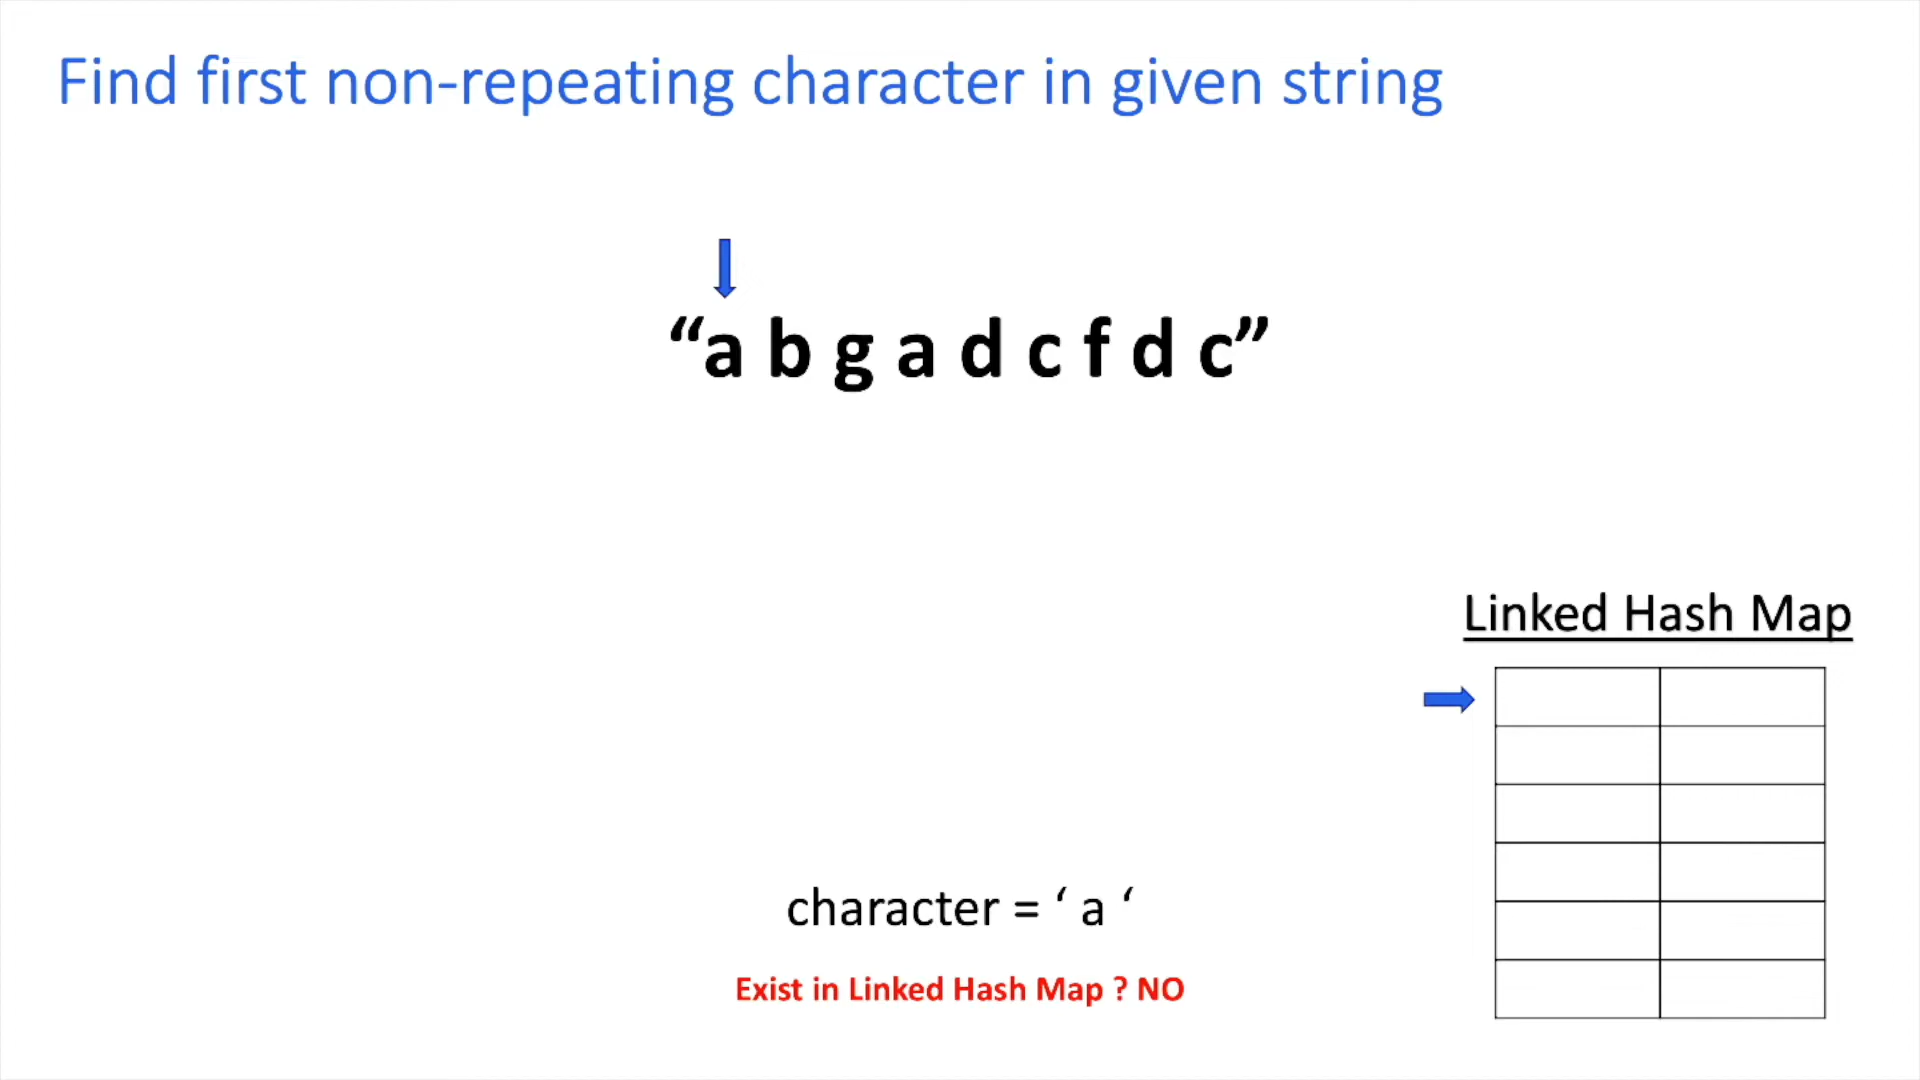 Find first non-repeating character in given string
“a b g a d c f d c”
Linked Hash Map
character = ‘ a ‘
Exist in Linked Hash Map ? NO